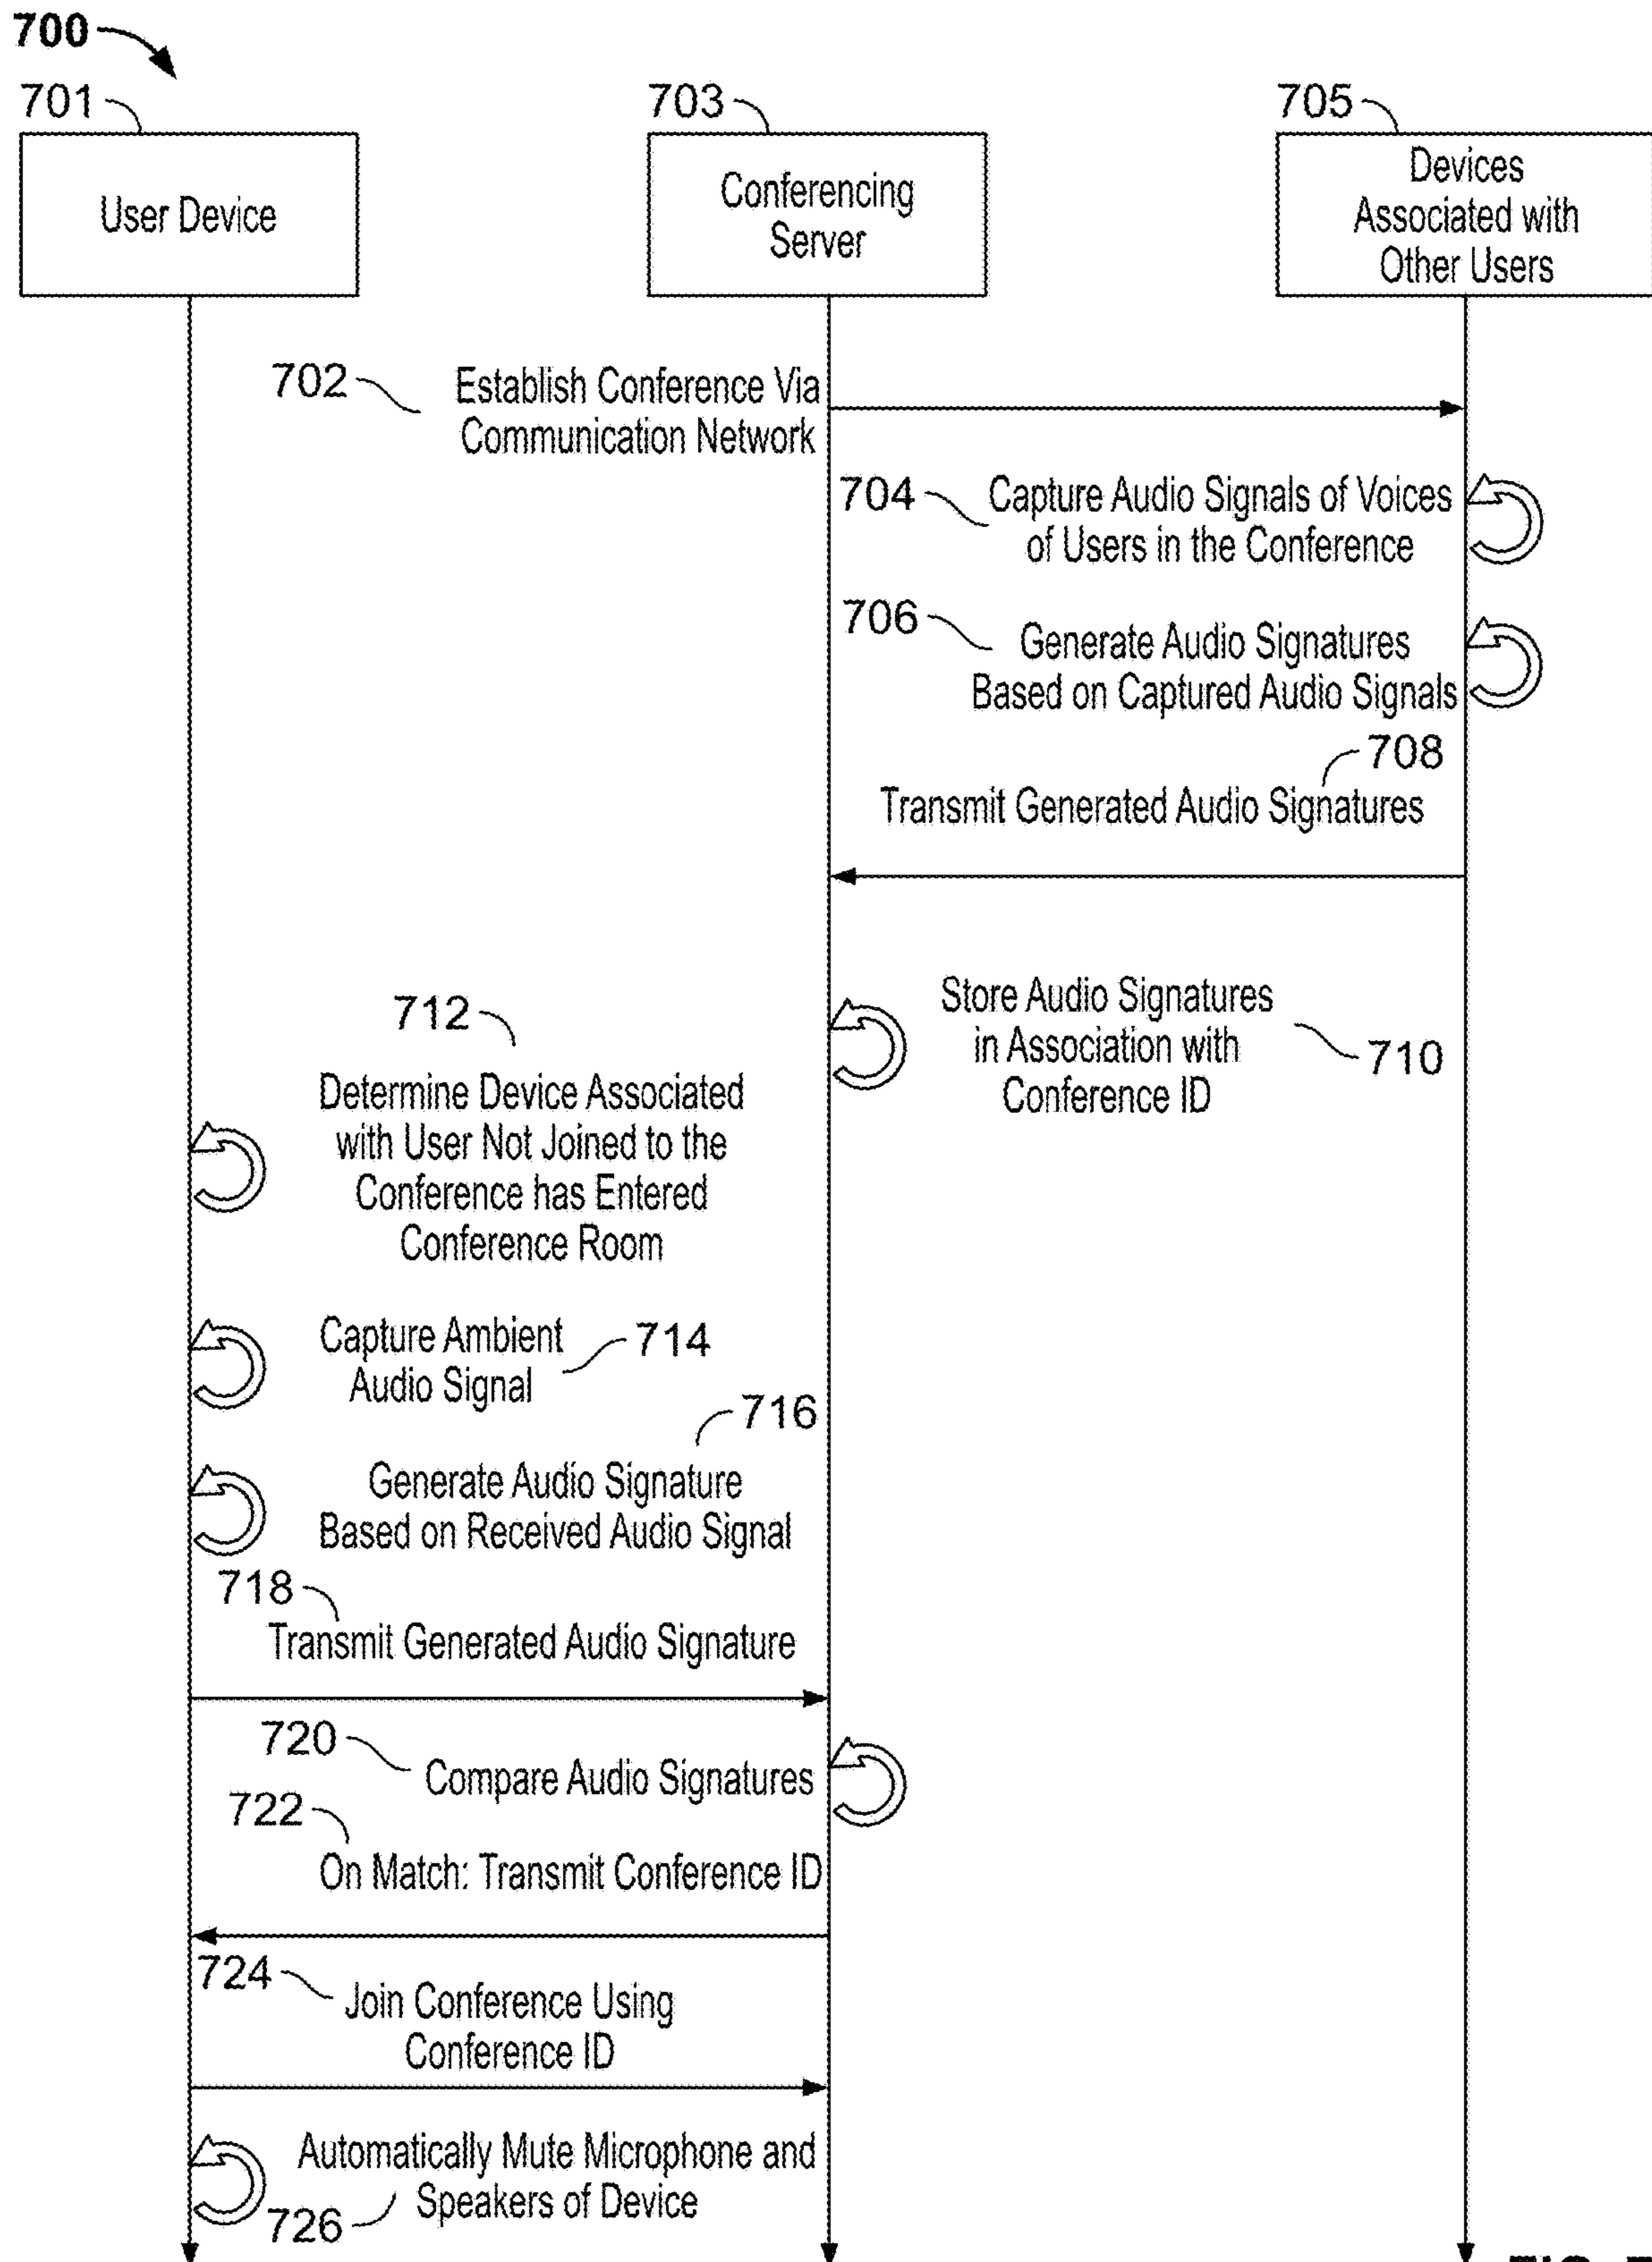 700
701
703
705
User Device
Conferencing
Server
Devices
Associated with
Other Users
702
Establish Conference Via
Communication Network
704
Capture Audio Signals of Voices
of Users in the Conference
706
Generate Audio Signatures
Based on Captured Audio Signals
708
Transmit Generated Audio Signatures
Store Audio Signatures
in Association with
Conference ID
710
712
Determine Device Associated
with User Not Joined to the
Conference has Entered
Conference Room
Capture Ambient
Audio Signal
714
716
Generate Audio Signature
Based on Received Audio Signal
718
Transmit Generated Audio Signature
720
Compare Audio Signatures
722
On Match: Transmit Conference ID
724
Join Conference Using
Conference ID
Automatically Mute Microphone and
Speakers of Device
726